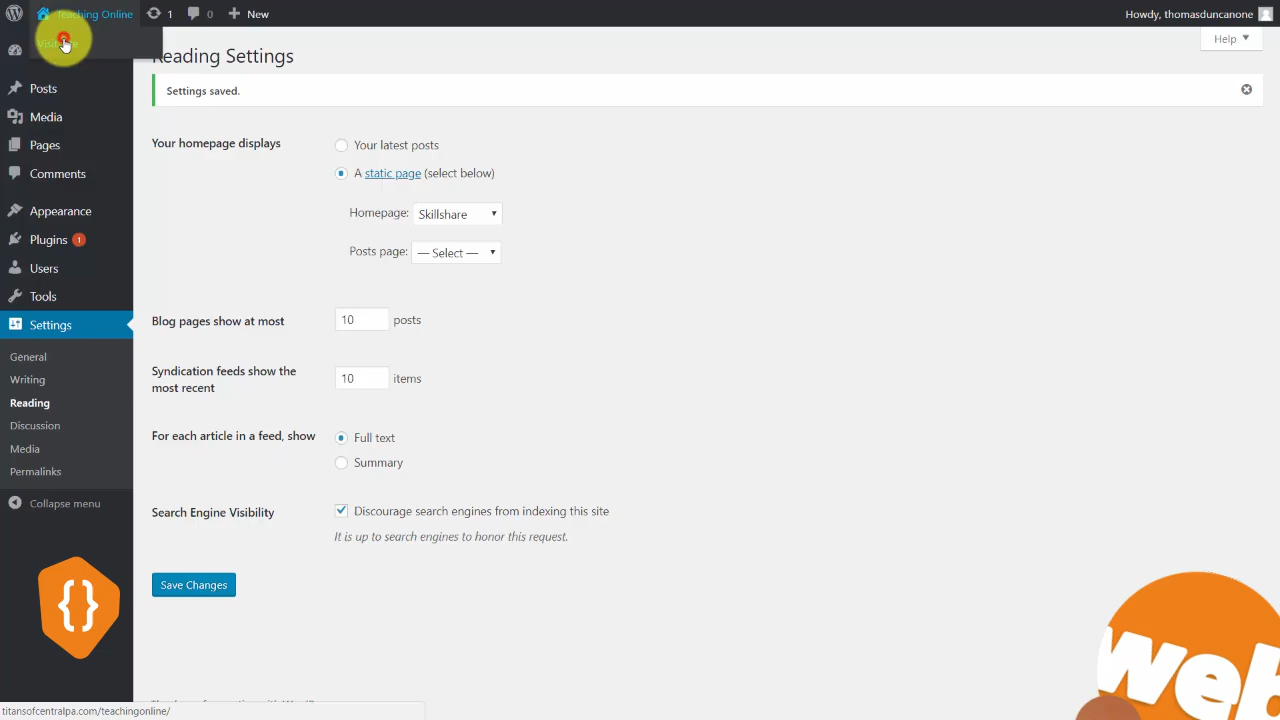 Teaching Online 1 0 New Howdy, thomasduncanone
Help
Reading Settings
Settings saved.
Posts
Media
Pages
Comments
Appearance
Plugins 1
Users
Tools
Settings
General
Writing
Reading
Discussion
Media
Permalinks
Collapse menu
Your homepage displays
Your latest posts
A static page (select below)
Homepage: Skillshare
Posts page: — Select —
Blog pages show at most 10 posts
Syndication feeds show the
most recent
10 items
For each article in a feed, show
Full text
Summary
Search Engine Visibility
Discourage search engines from indexing this site
It is up to search engines to honor this request.
Save Changes
{}
Web
titansofcentralpa.com/teachingonline/